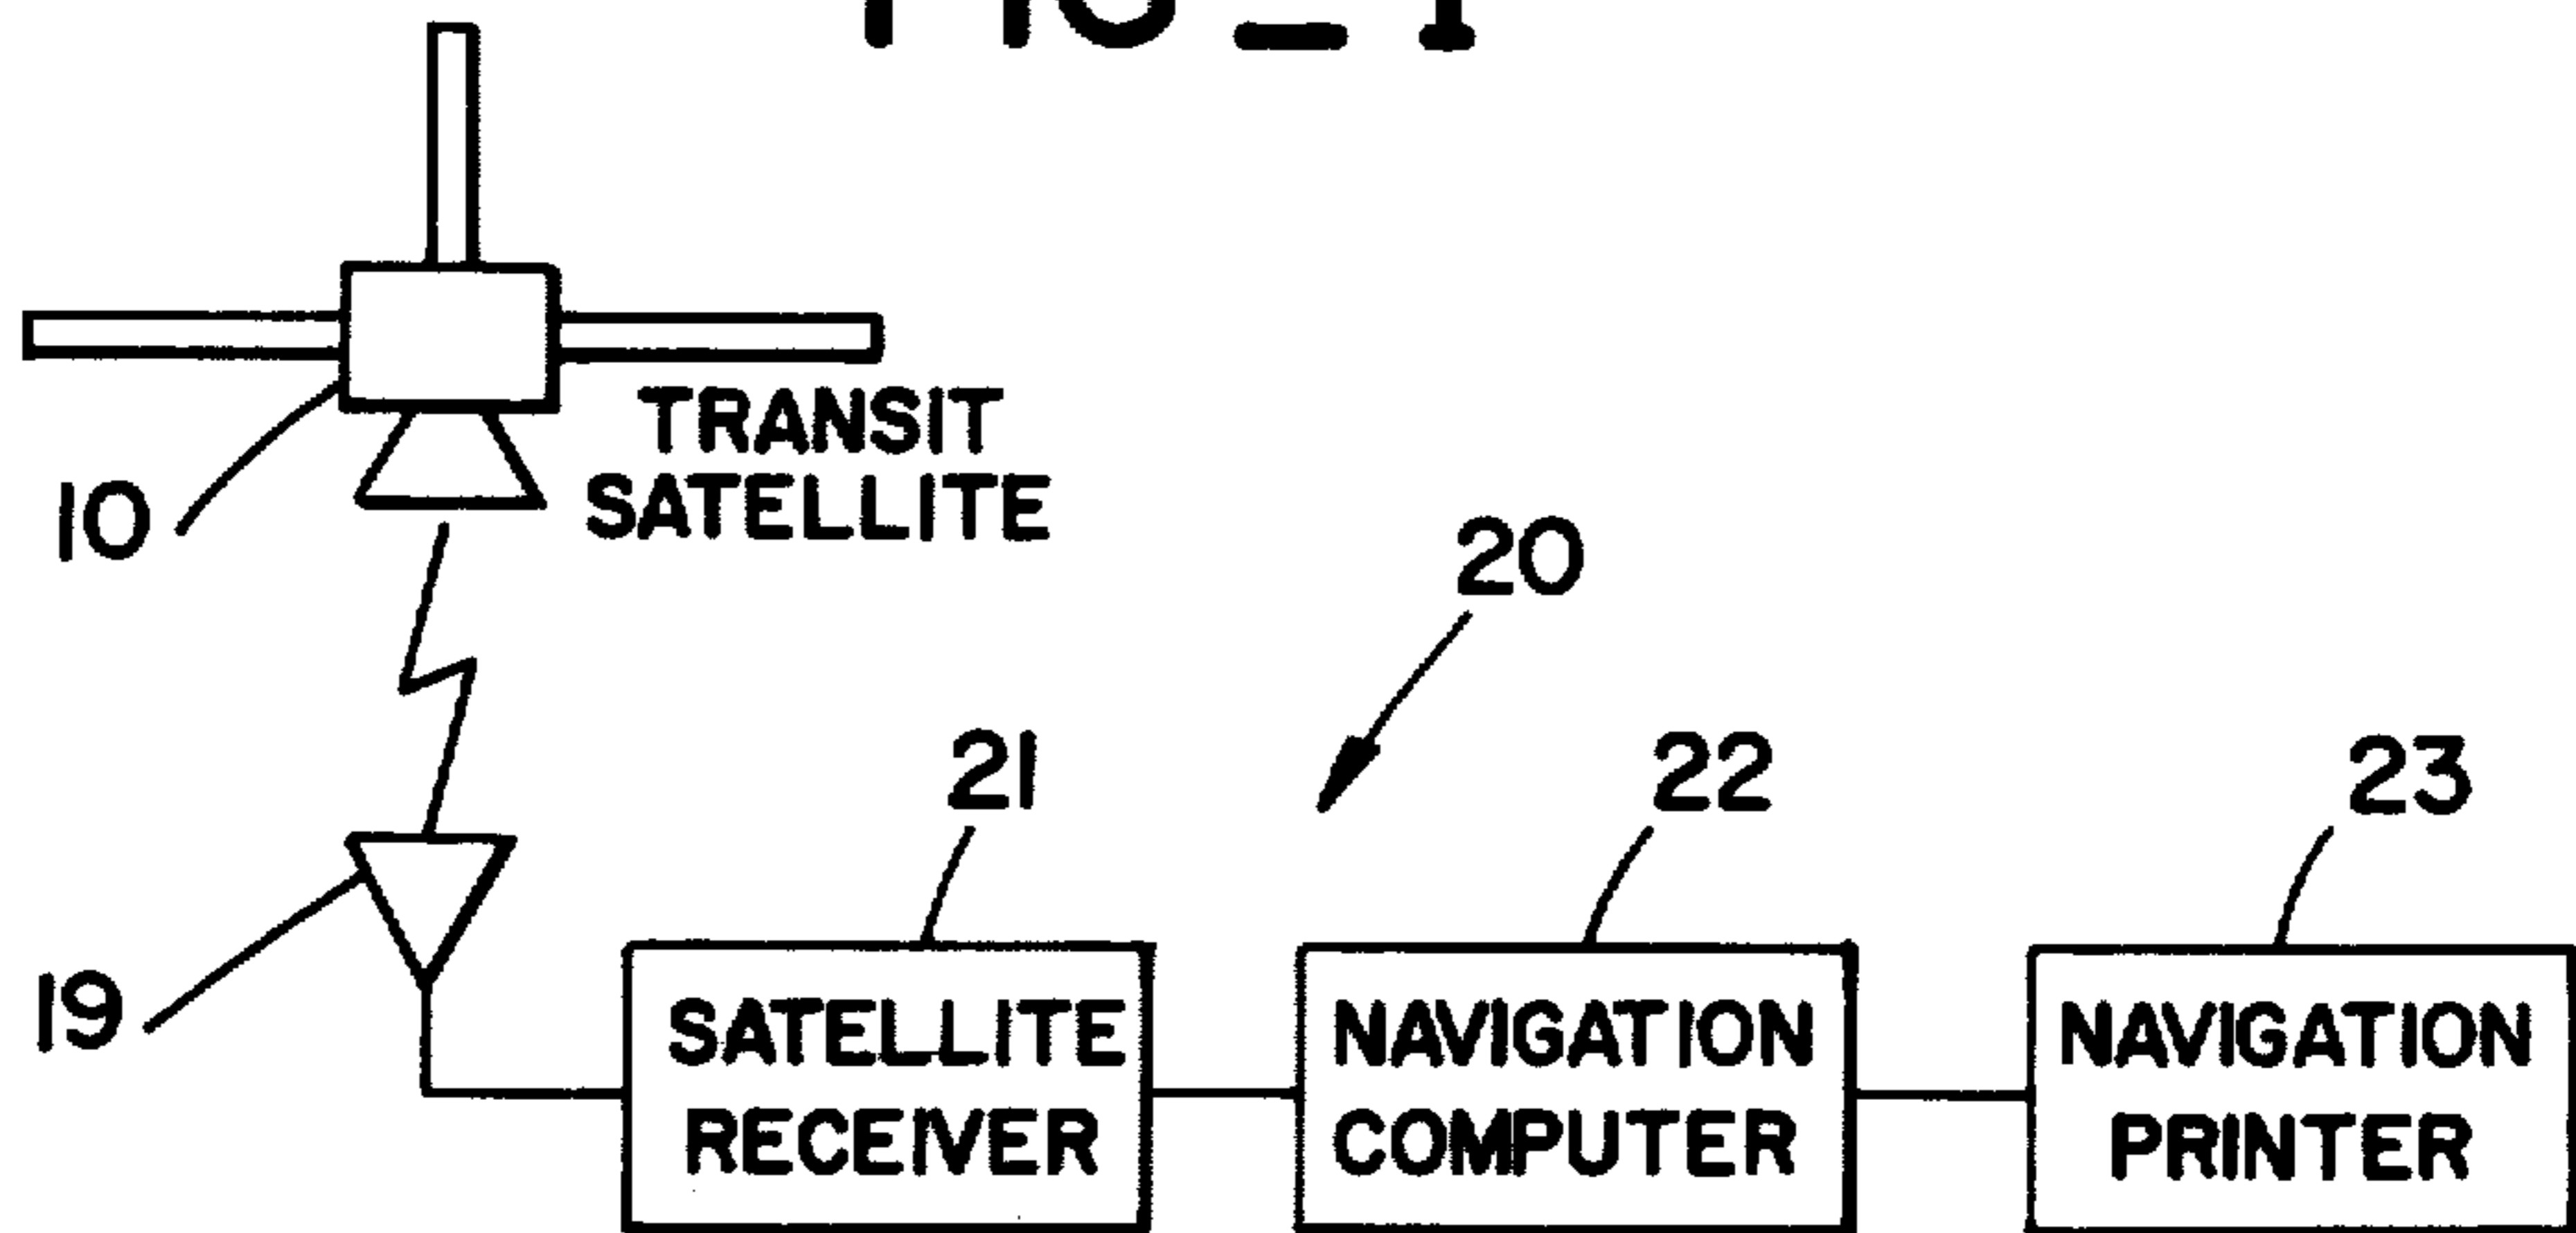 TRANSIT
SATELLITE
10
20
21
22
23
19
SATELLITE
RECEIVER
NAVIGATION
COMPUTER
NAVIGATION
PRINTER